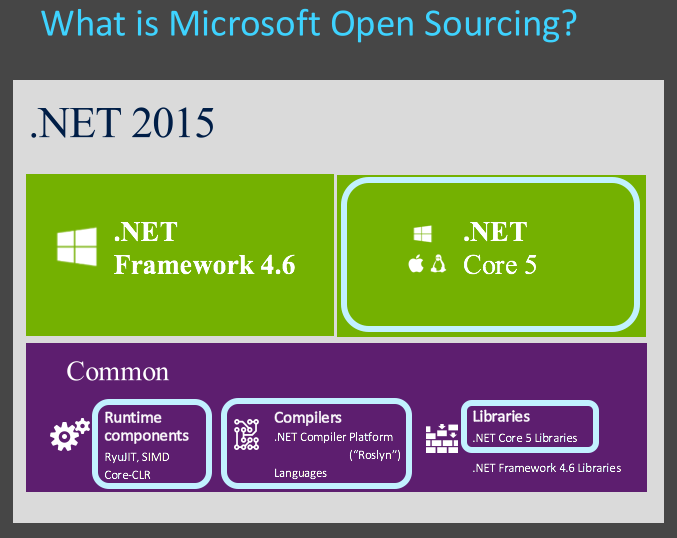 What is Microsoft Open Sourcing?
.NET 2015
.NET
Framework 4.6
.NET
Core 5
Common
Runtime
components
RyuJIT, SIMD
Core-CLR
Compilers
.NET Compiler Platform
("Roslyn")
Languages
Libraries
.NET Core 5 Libraries
.NET Framework 4.6 Libraries